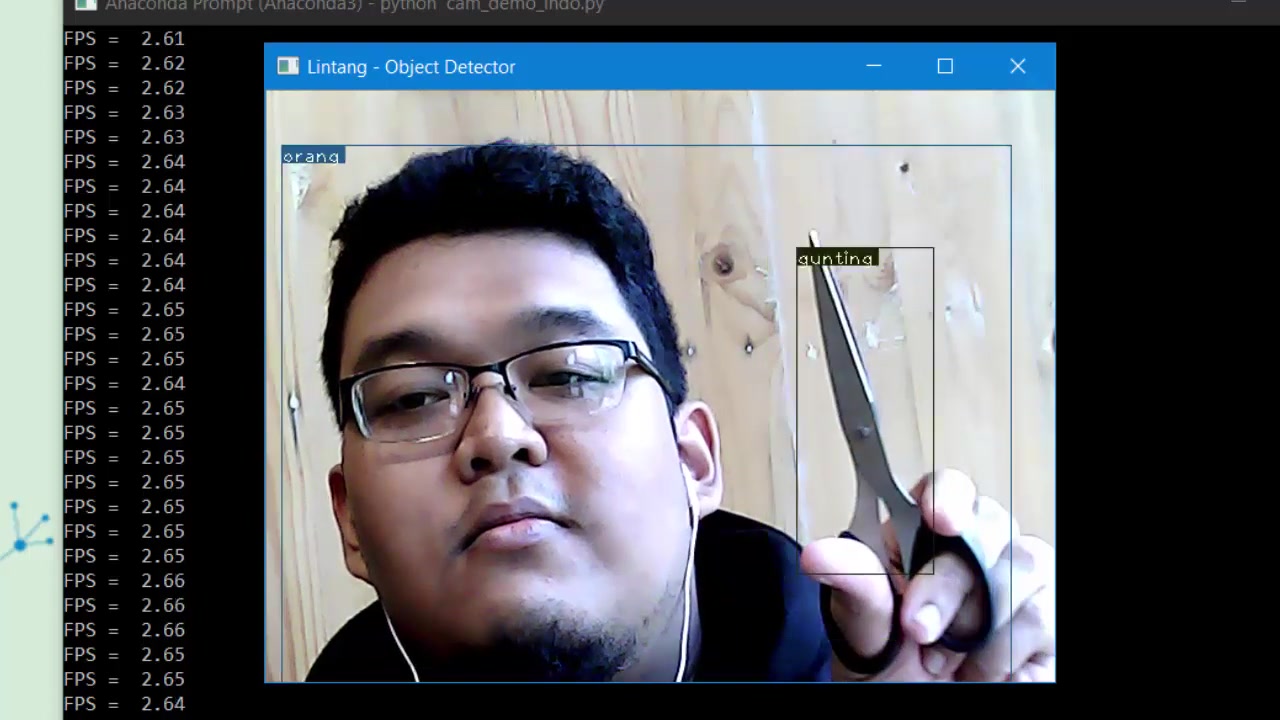 Anaconda Prompt (Anaconda3) - python cam_demo_indo.py
FPS = 2.61
FPS = 2.62
FPS = 2.62
FPS = 2.63
FPS = 2.63
FPS = 2.64
FPS = 2.64
FPS = 2.64
FPS = 2.64
FPS = 2.64
FPS = 2.64
FPS = 2.65
FPS = 2.65
FPS = 2.65
FPS = 2.64
FPS = 2.65
FPS = 2.65
FPS = 2.65
FPS = 2.65
FPS = 2.65
FPS = 2.65
FPS = 2.65
FPS = 2.66
FPS = 2.66
FPS = 2.66
FPS = 2.65
FPS = 2.65
FPS = 2.64
Lintang - Object Detector
orang
gunting